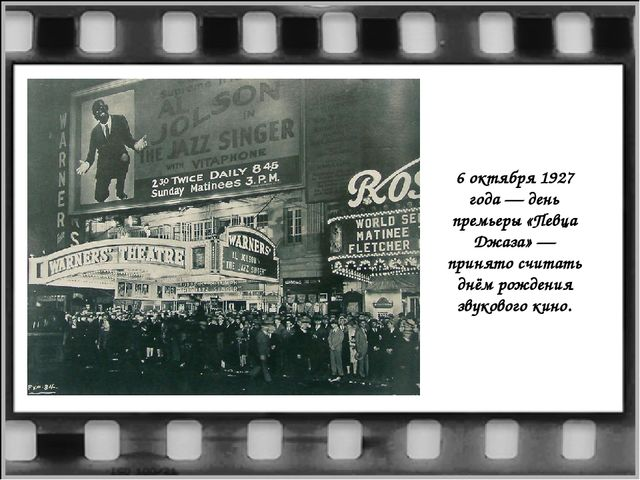 Supreme
AL
JOLSON
IN
THE JAZZ SINGER
WITH VITAPHONE
2:30 TWICE DAILY 8:45
Sunday Matinees 3 P.M.
WARNERS
WARNERS' THEATRE
WARNERS'
AL JOLSON
THE JAZZ SINGER
WORLD
MATINEE
FLETCHER
6 октября 1927
года — день
премьеры «Певца
Джаза» —
принято считать
днём рождения
звукового кино.